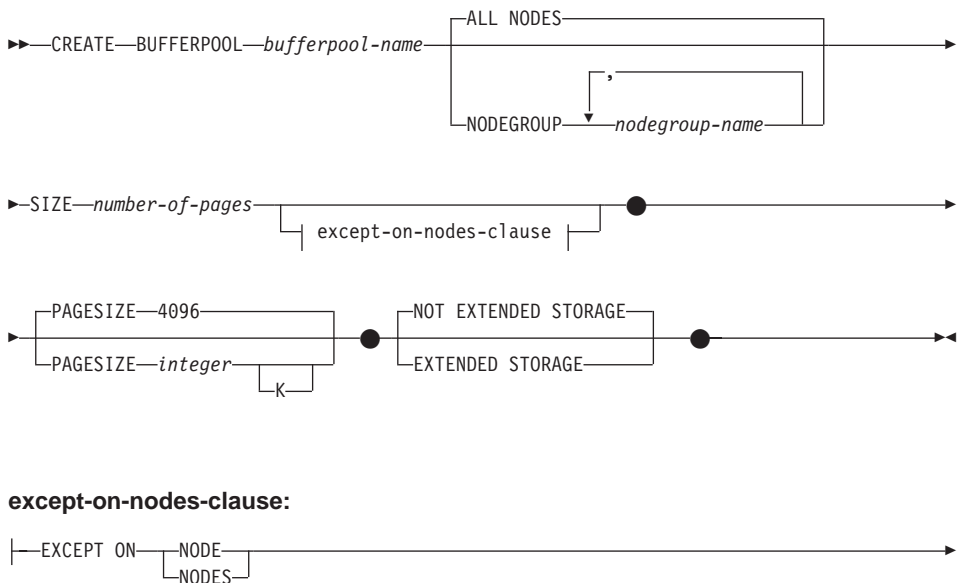 ALL NODES
CREATE BUFFERPOOL bufferpool-name
,
NODEGROUP nodegroup-name
SIZE number-of-pages
except-on-nodes-clause
PAGESIZE 4096
NOT EXTENDED STORAGE
PAGESIZE integer
EXTENDED STORAGE
K
except-on-nodes-clause:
EXCEPT ON NODE
NODES